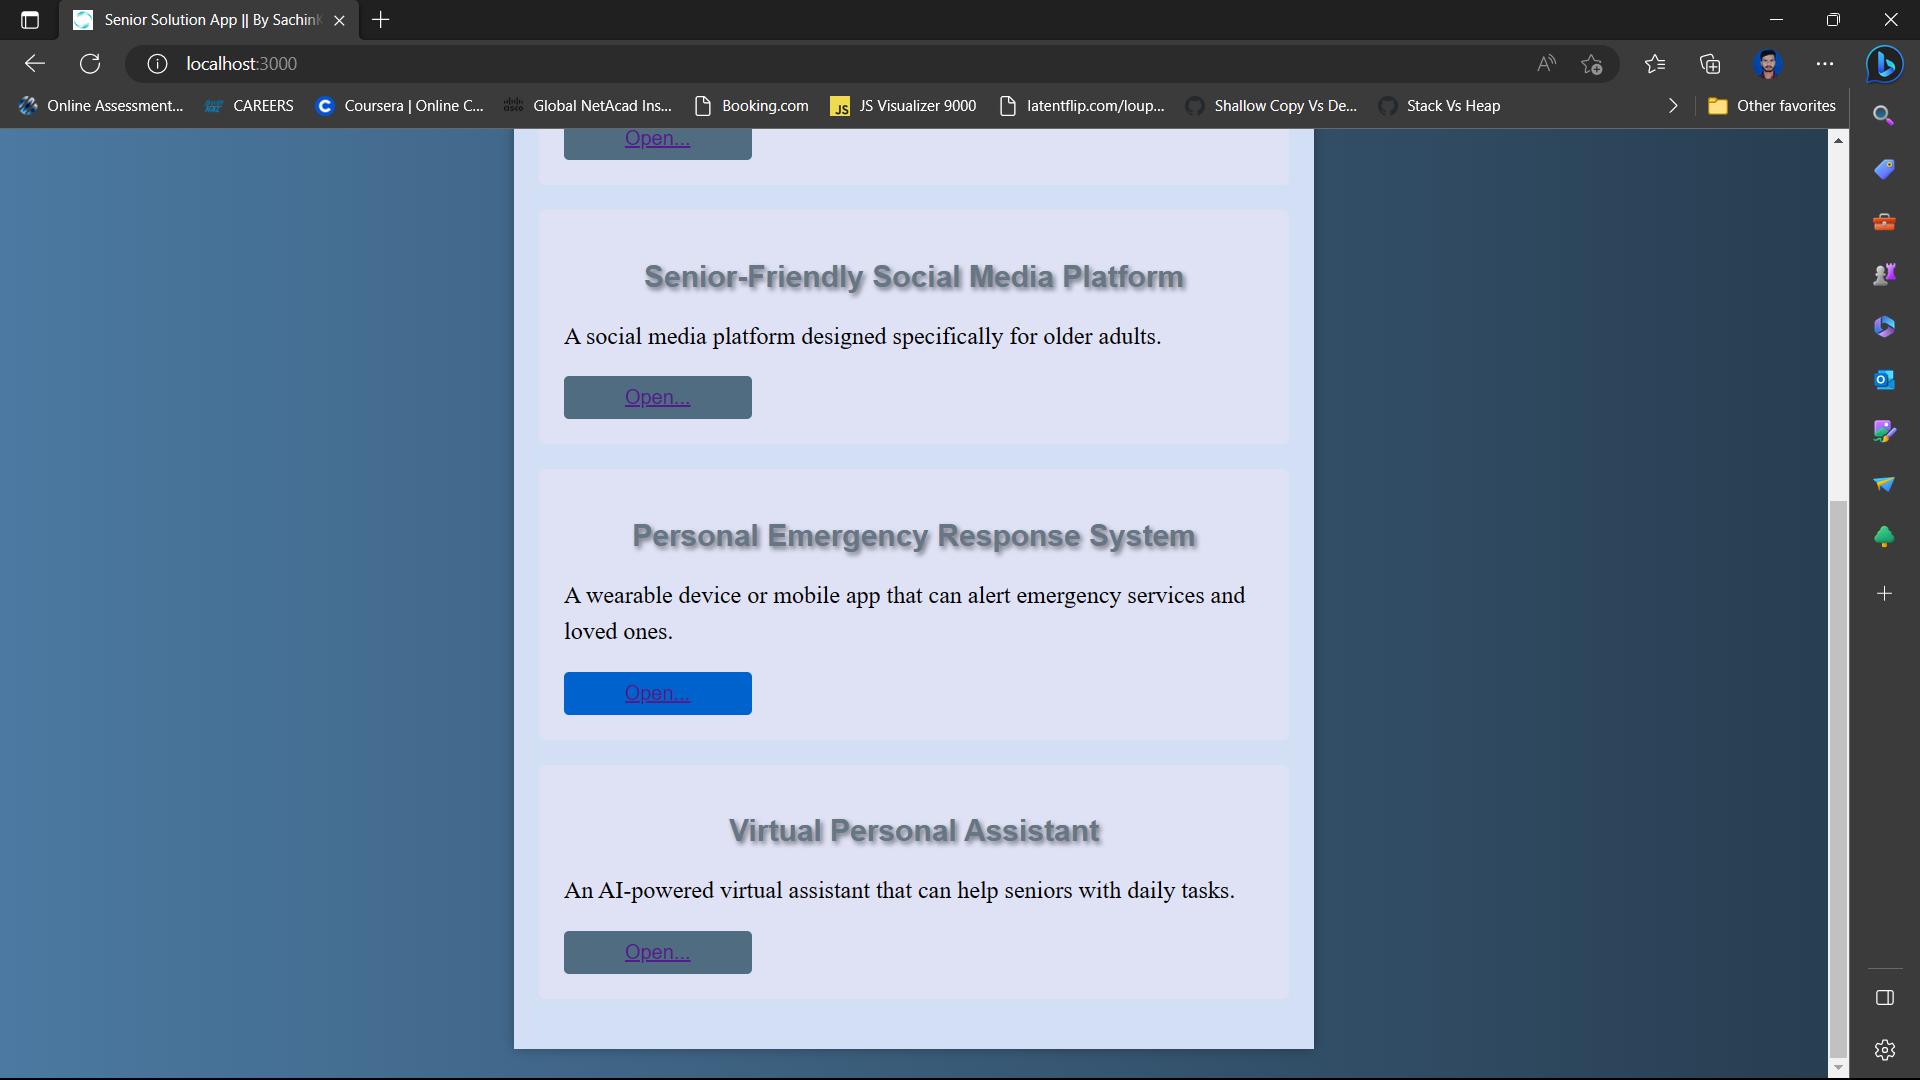 Senior Solution App || By Sachin
localhost:3000
Online Assessment...
CAREERS
Coursera | Online C...
Global NetAcad Ins...
Booking.com
JS Visualizer 9000
latentflip.com/loup...
Shallow Copy Vs De...
Stack Vs Heap
Other favorites
Open...
Senior-Friendly Social Media Platform
A social media platform designed specifically for older adults.
Open...
Personal Emergency Response System
A wearable device or mobile app that can alert emergency services and
loved ones.
Open...
Virtual Personal Assistant
An AI-powered virtual assistant that can help seniors with daily tasks.
Open...